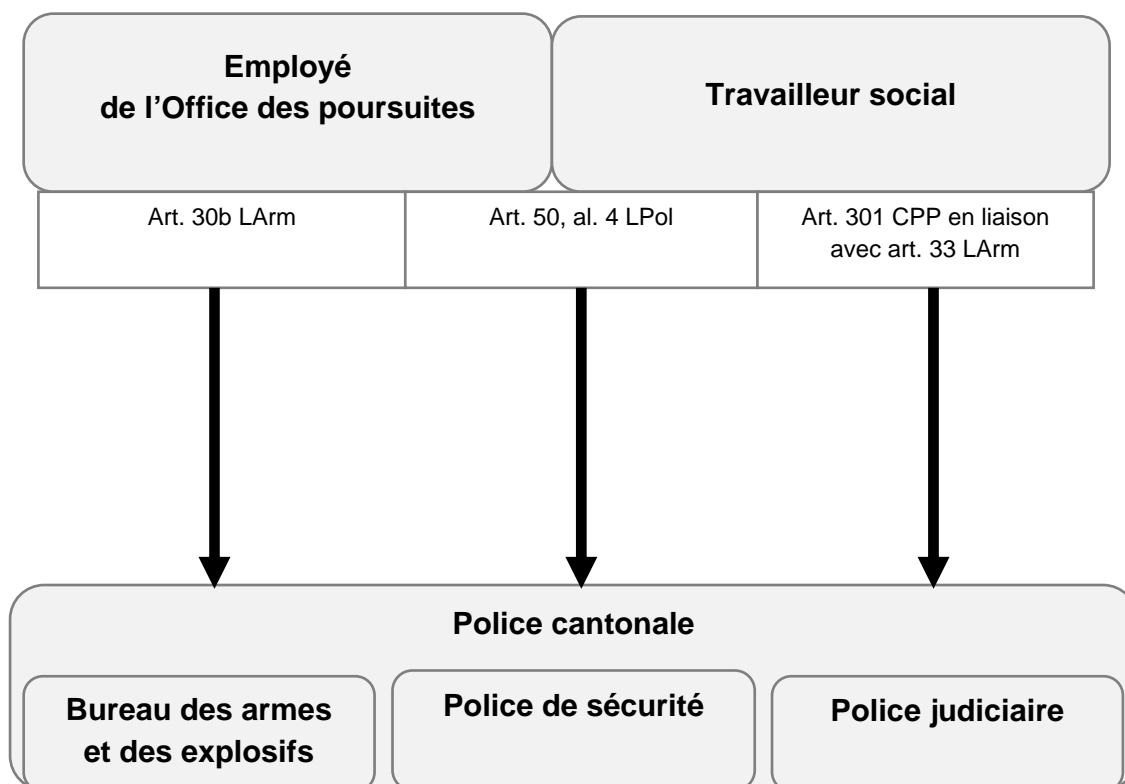 Employé
de l’Office des poursuites
Travailleur social
Art. 30b LArm
Art. 50, al. 4 LPol
Art. 301 CPP en liaison
avec art. 33 LArm
Police cantonale
Bureau des armes
et des explosifs
Police de sécurité
Police judiciaire